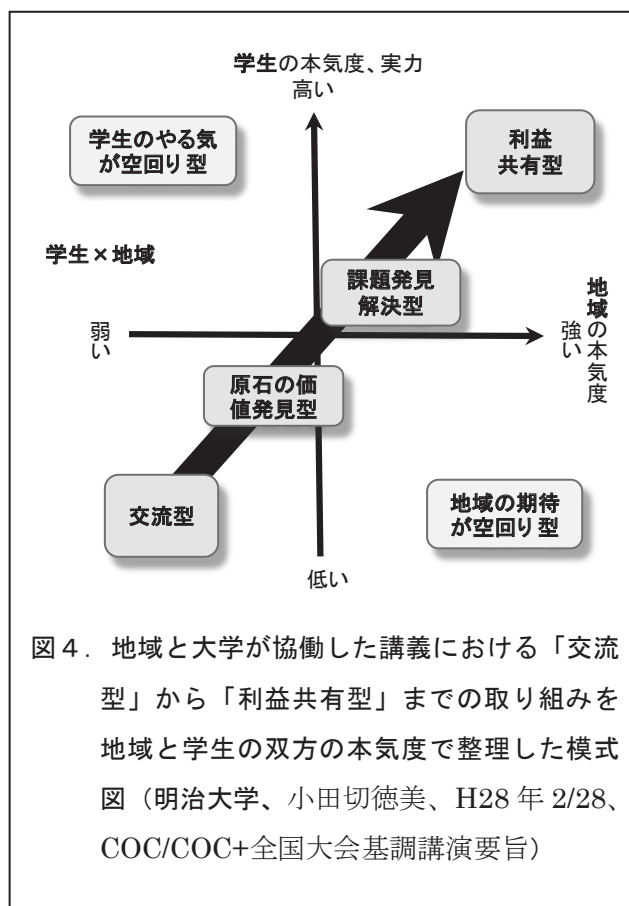 学生の本気度、実力
高い
学生のやる気
が空回り型
利益
共有型
学生×地域
課題発見
解決型
弱い
強い
地域の本気度
原石の価
値発見型
交流型
地域の期待
が空回り型
低い
図４．地域と大学が協働した講義における「交流
型」から「利益共有型」までの取り組みを
地域と学生の双方の本気度で整理した模式
図（明治大学、小田切徳美、H28 年 2/28、
COC/COC+全国大会基調講演要旨）